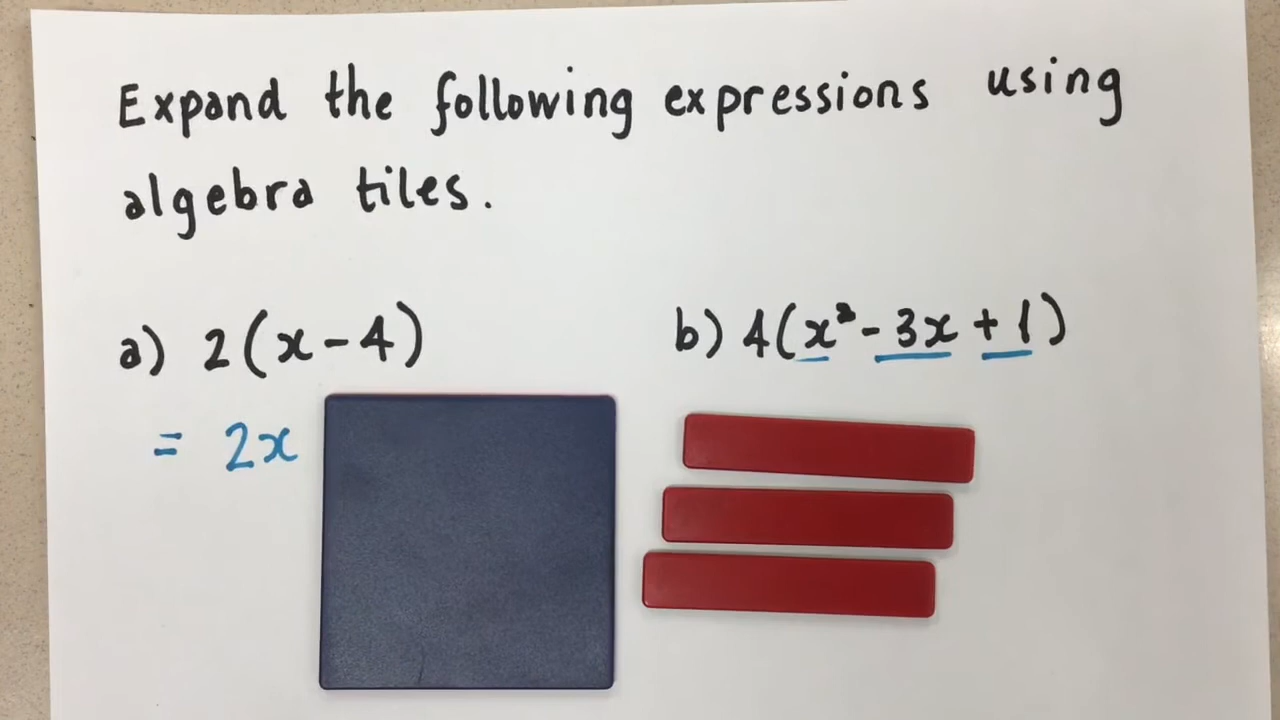 Expand the following expressions using
algebra tiles.
a) 2(x-4)
b) 4(x²-3x+1)
= 2x